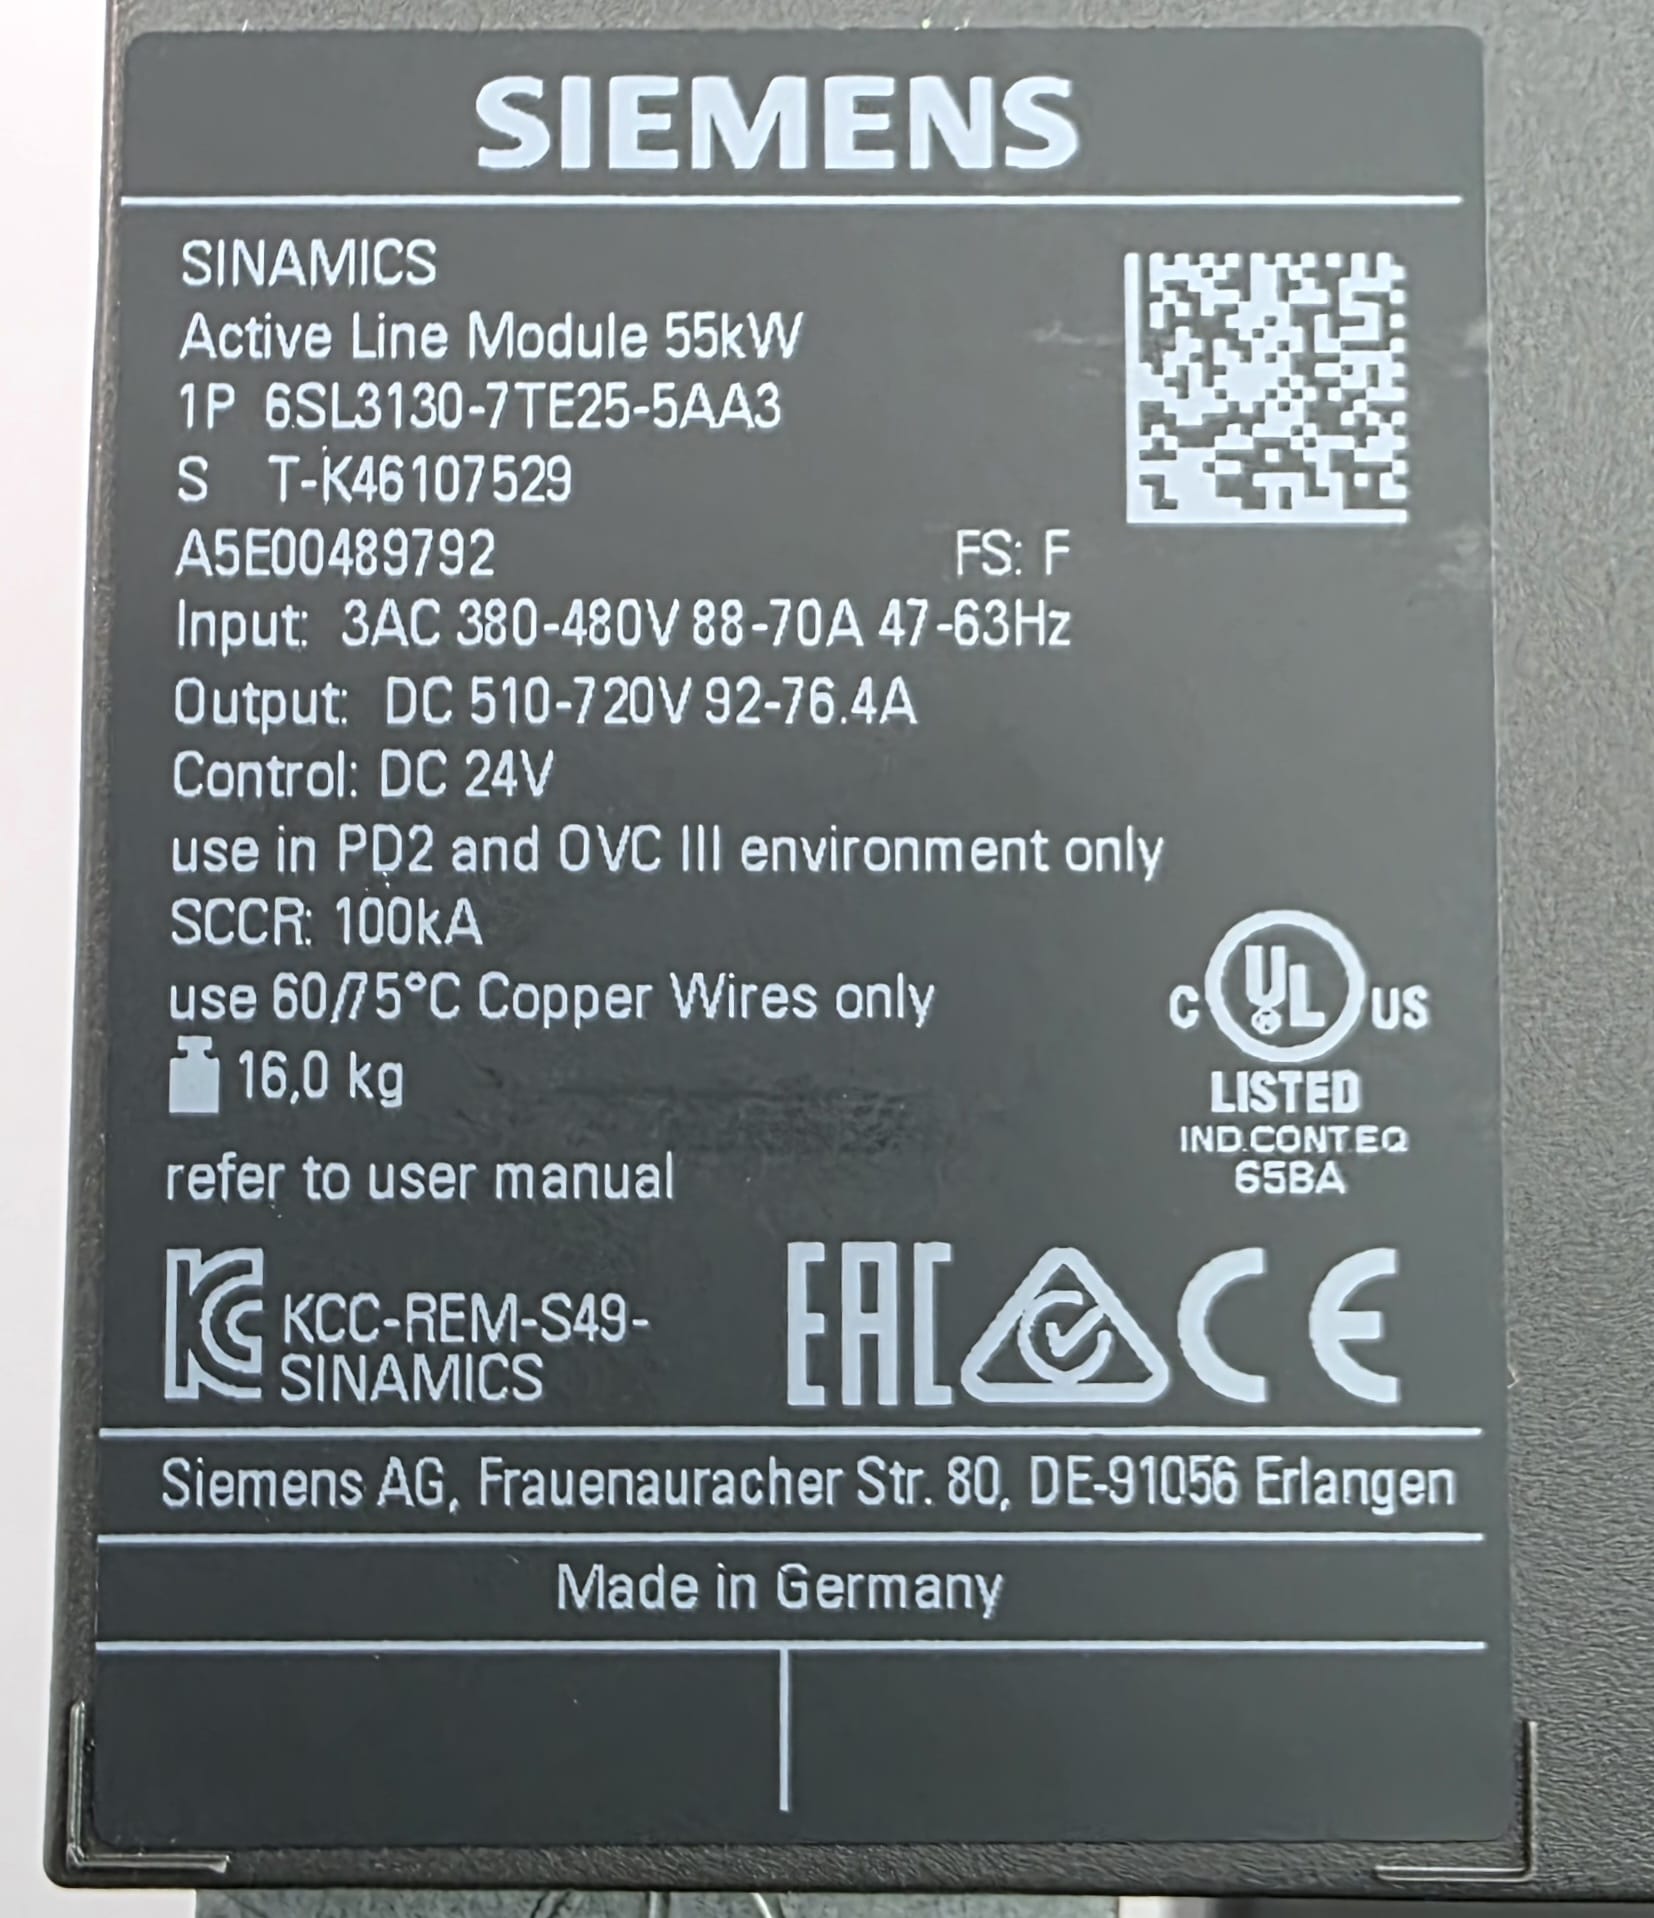 SIEMENS
SINAMICS
Active Line Module 55kW
1P 6SL3130-7TE25-5AA3
S T-K46107529
A5E00489792 FS: F
Input: 3AC 380-480V 88-70A 47-63Hz
Output: DC 510-720V 92-76.4A
Control: DC 24V
use in PD2 and OVC III environment only
SCCR: 100kA
use 60/75°C Copper Wires only
C UL US
LISTED
16,0 kg
IND.CONT.EQ
65BA
refer to user manual
KCC-REM-S49-
SINAMICS
EAC CE
Siemens AG, Frauenauracher Str. 80, DE-91056 Erlangen
Made in Germany